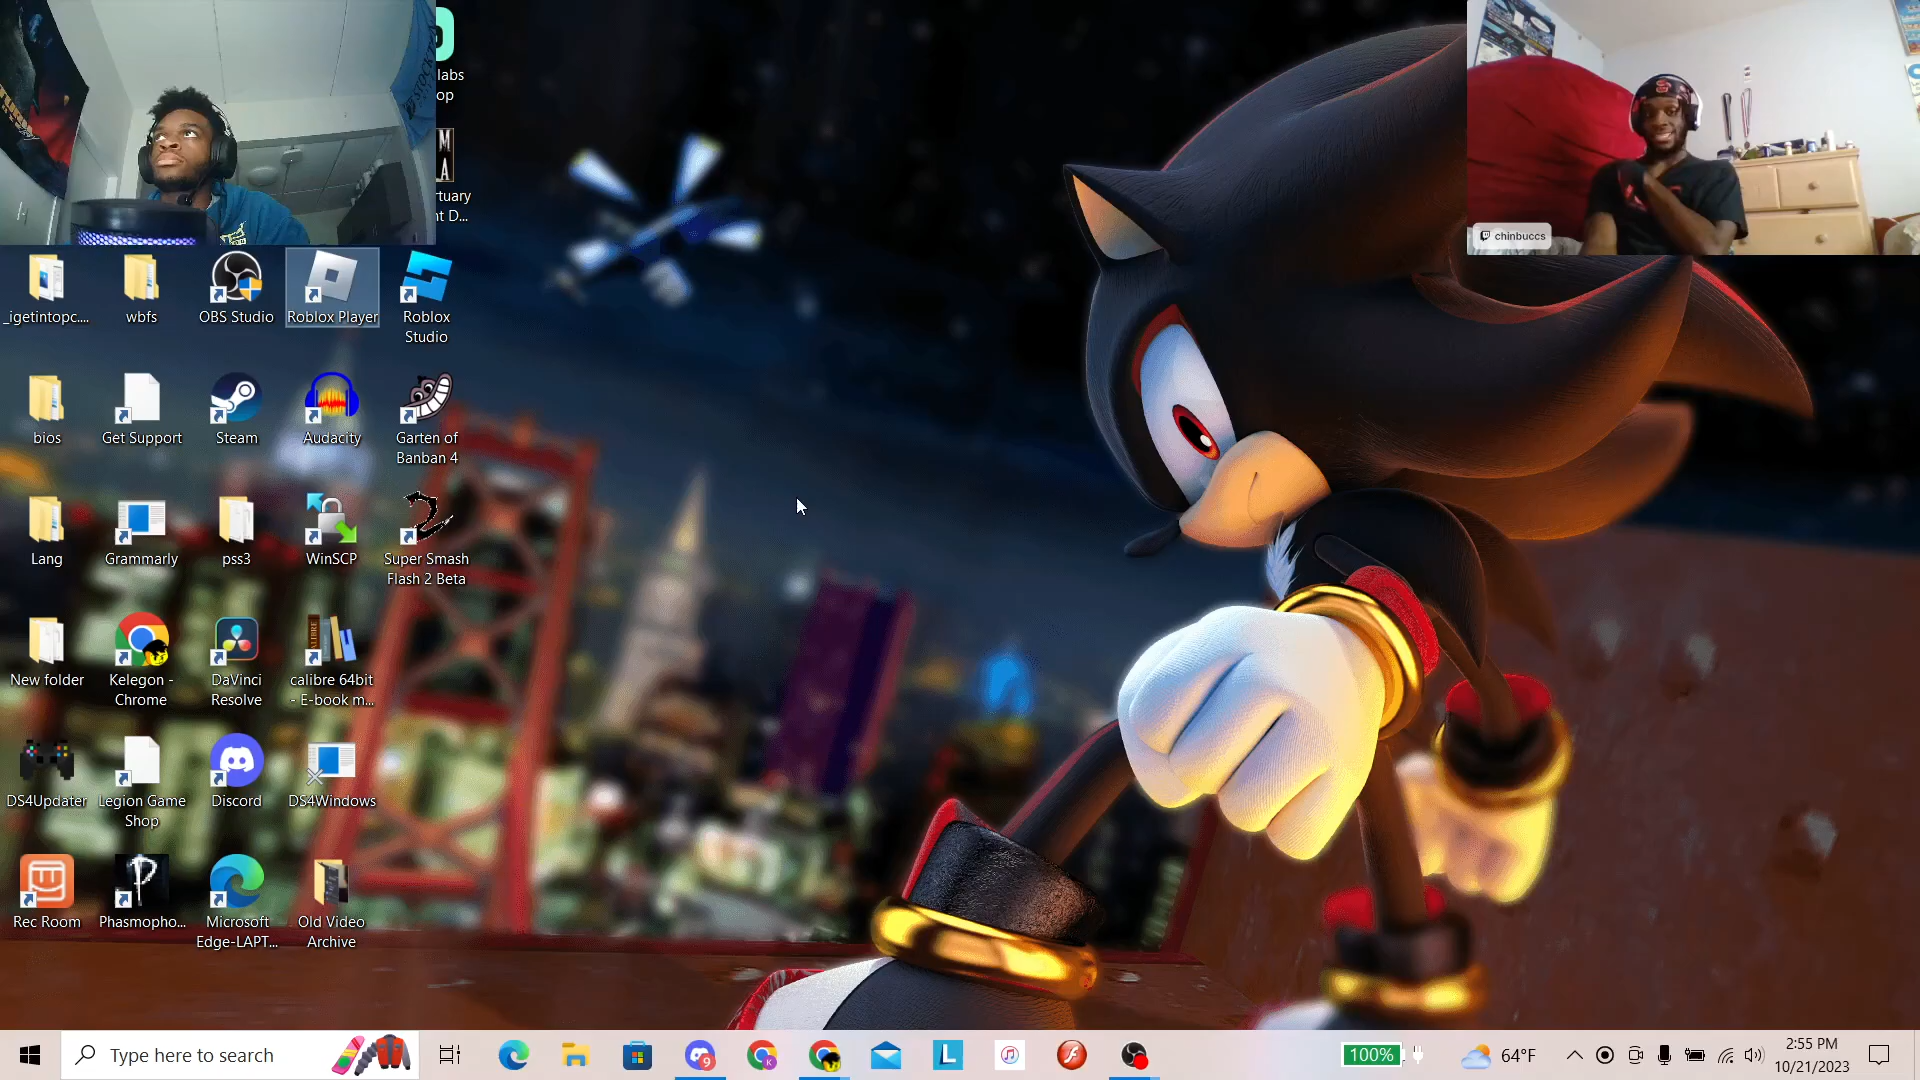 labs
op
M
A
tuary
nt D...
chinbuccs
_igetintopc....
wbfs
OBS Studio
Roblox Player
Roblox
Studio
bios
Get Support
Steam
Audacity
Garten of
Banban 4
Lang
Grammarly
pss3
WinSCP
Super Smash
Flash 2 Beta
New folder
Kelegon -
Chrome
DaVinci
Resolve
calibre 64bit
- E-book m...
DS4Updater
Legion Game
Shop
Discord
DS4Windows
Rec Room
Phasmopho...
Microsoft
Edge-LAPT...
Old Video
Archive
Type here to search
9
K
L
100%
64°F
2:55 PM
10/21/2023